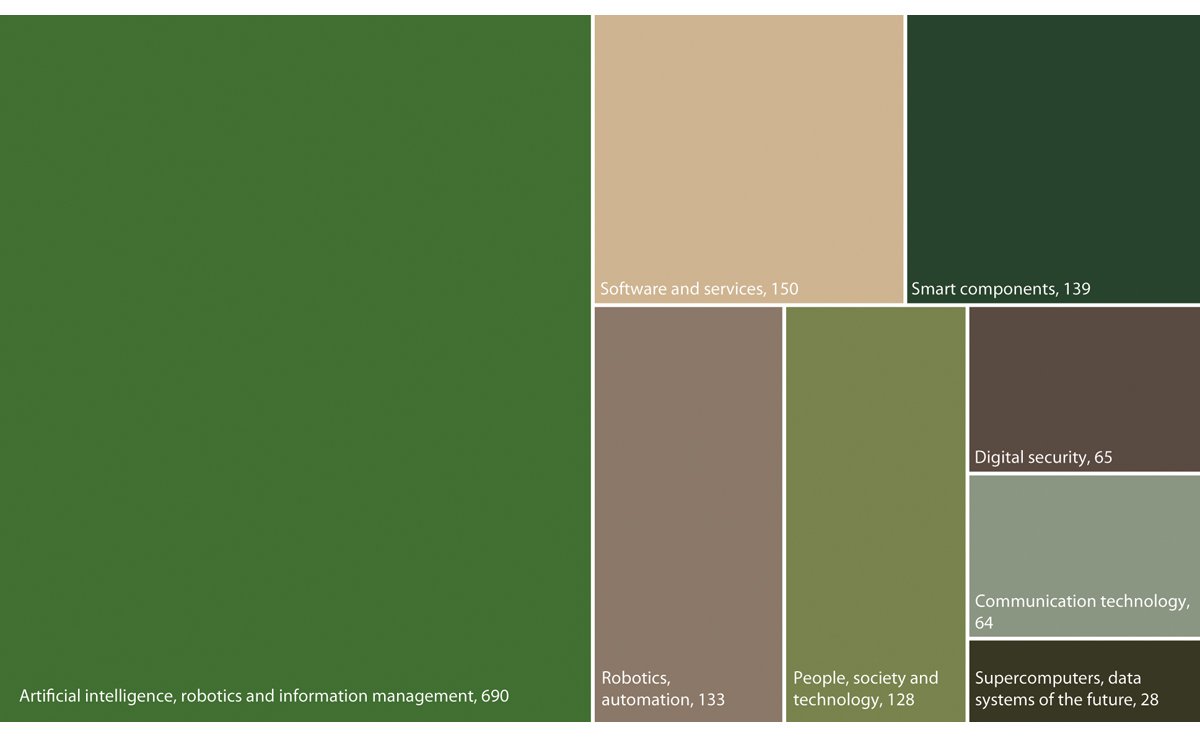 Software and services, 150
Smart components, 139
Digital security, 65
Communication technology,
64
Artificial intelligence, robotics and information management, 690
Robotics,
automation, 133
People, society and
technology, 128
Supercomputers, data
systems of the future, 28